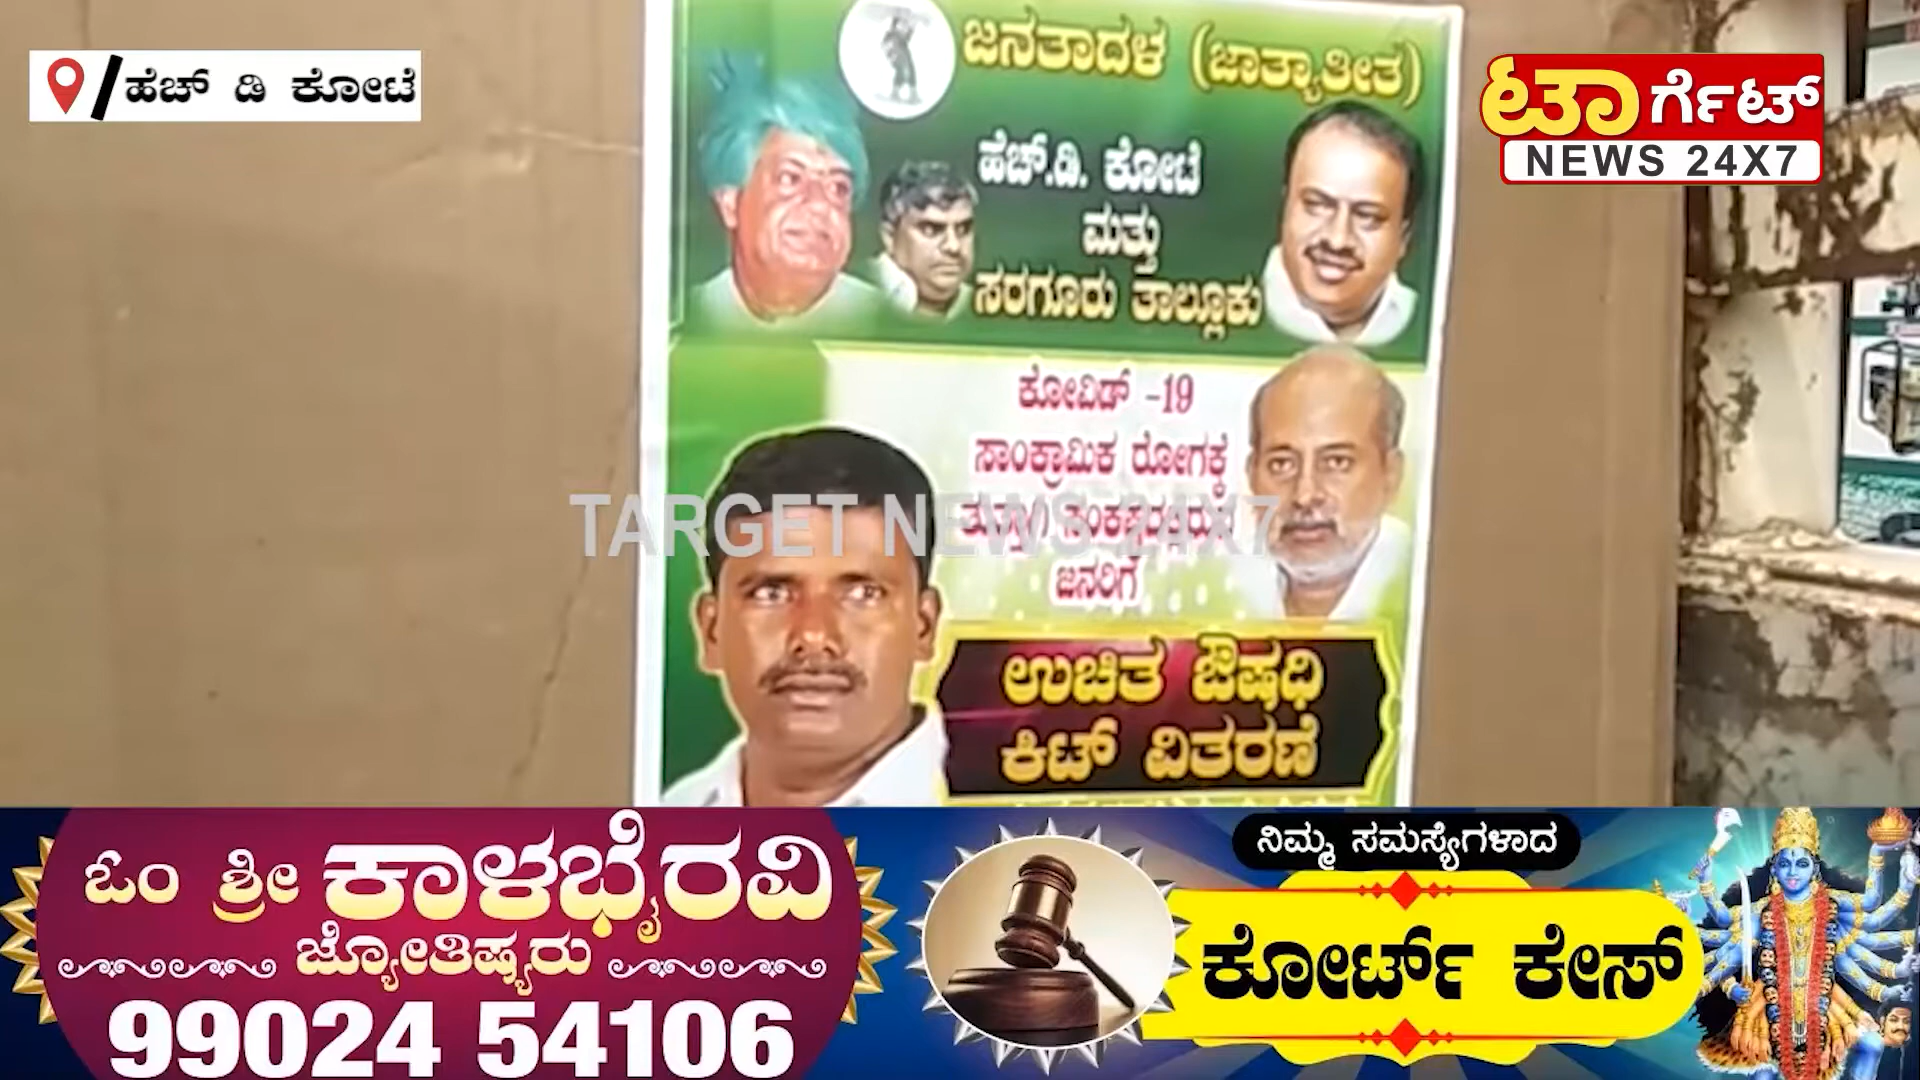 ಹೆಚ್ ಡಿ ಕೋಟೆ
ಟಾರ್ಗೆಟ್
NEWS 24X7
ಜನತಾದಳ (ಜಾತ್ಯಾತೀತ)
ಹೆಚ್.ಡಿ. ಕೋಟೆ
ಮತ್ತು
ಸರಗೂರು ತಾಲ್ಲೂಕು
ಕೋವಿಡ್ -19
ಸಾಂಕ್ರಾಮಿಕ ರೋಗಕ್ಕೆ
ತುತ್ತಾಗಿ
TARGET NEWS 24X7
ಜನರಿಗೆ
ಉಚಿತ ಔಷಧಿ
ಕಿಟ್ ವಿತರಣೆ
ಓಂ ಶ್ರೀ ಕಾಳಭೈರವಿ
ಜ್ಯೋತಿಷ್ಯರು
99024 54106
ನಿಮ್ಮ ಸಮಸ್ಯೆಗಳಾದ
ಕೋರ್ಟ್ ಕೇಸ್